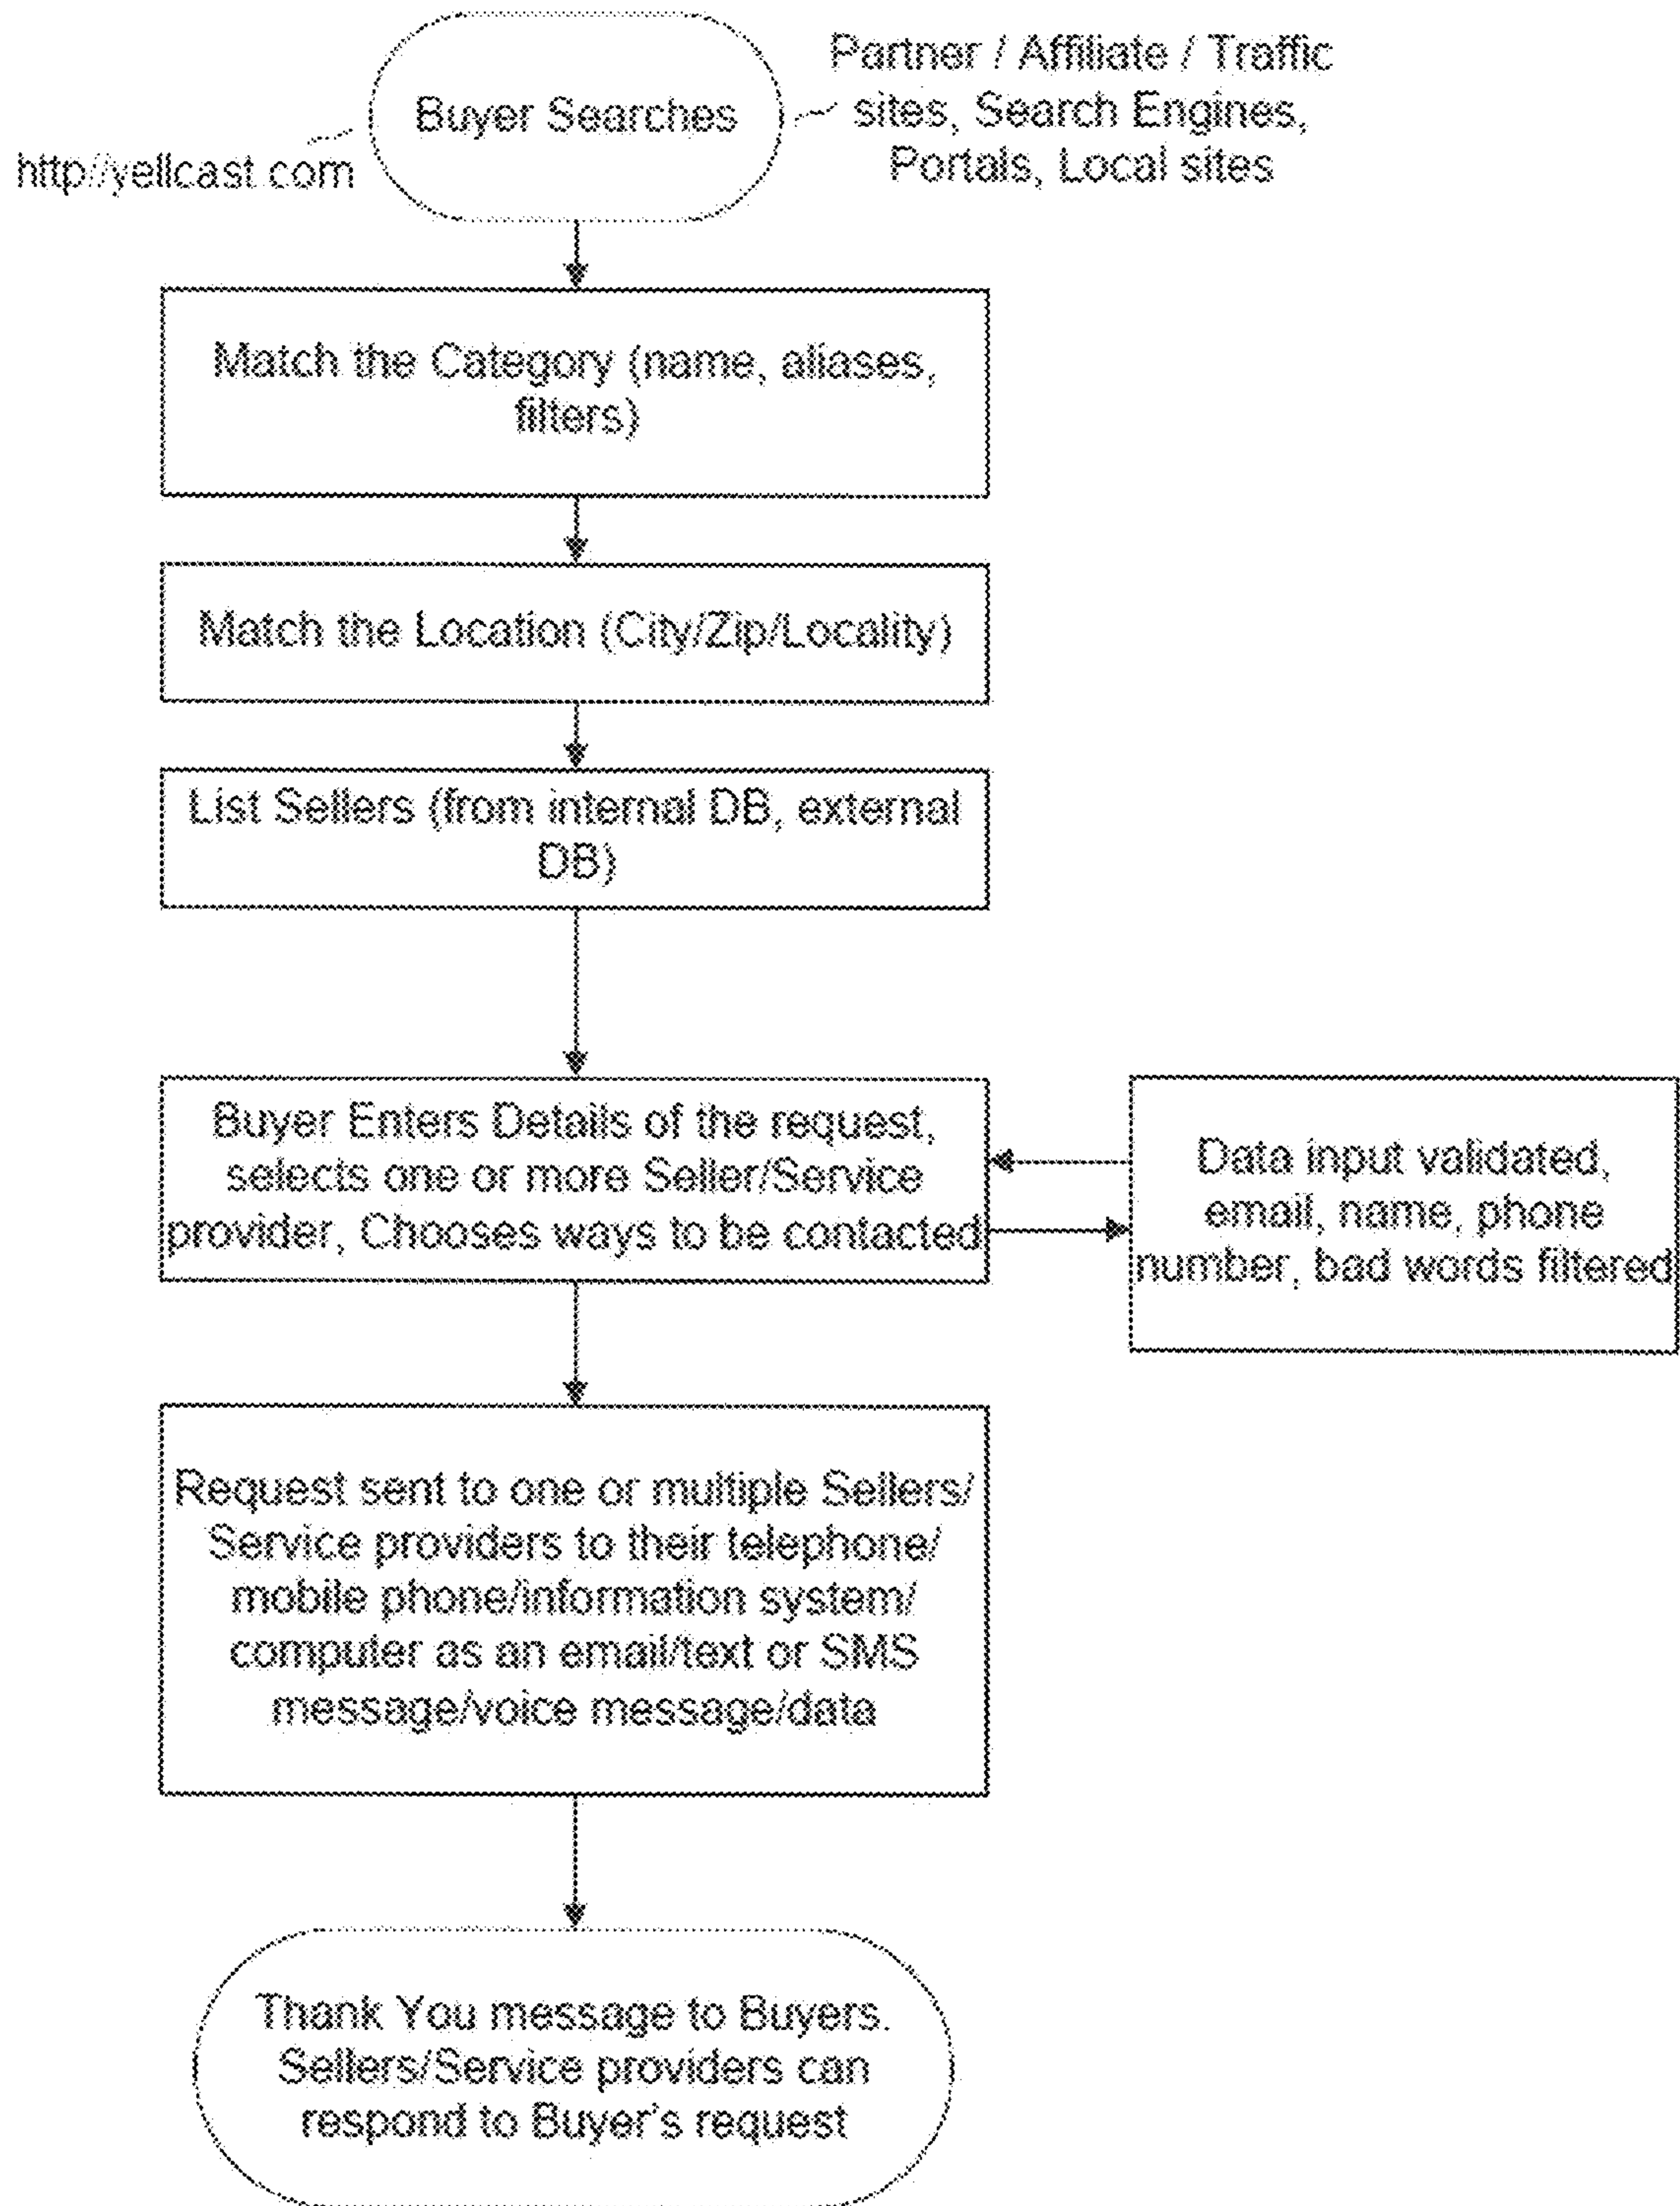 Buyer Searches
http//yellcast.com
Partner / Affiliate / Traffic
sites, Search Engines,
Portals, Local sites
Match the Category (name, aliases,
filters)
Match the Location (City/Zip/Locality)
List Sellers (from internal DB, external
DB)
Buyer Enters Details of the request,
selects one or more Seller/Service
provider, Chooses ways to be contacted
Data input validated,
email, name, phone
number, bad words filtered
Request sent to one or multiple Sellers/
Service providers to their telephone/
mobile phone/information system/
computer as an email/text or SMS
message/voice message/data
Thank You message to Buyers.
Sellers/Service providers can
respond to Buyer's request